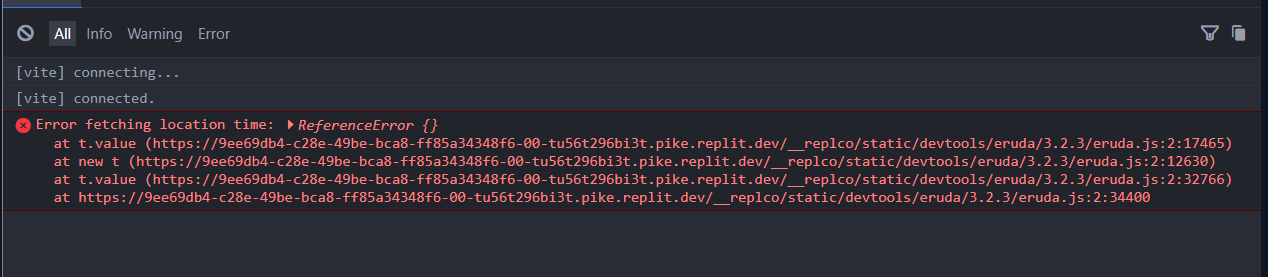 All Info Warning Error
[vite] connecting...
[vite] connected.
Error fetching location time: ▶ReferenceError {}
at t.value (https://9ee69db4-c28e-49be-bca8-ff85a34348f6-00-tu56t296bi3t.pike.replit.dev/__replco/static/devtools/eruda/3.2.3/eruda.js:2:17465)
at new t (https://9ee69db4-c28e-49be-bca8-ff85a34348f6-00-tu56t296bi3t.pike.replit.dev/__replco/static/devtools/eruda/3.2.3/eruda.js:2:12630)
at t.value (https://9ee69db4-c28e-49be-bca8-ff85a34348f6-00-tu56t296bi3t.pike.replit.dev/__replco/static/devtools/eruda/3.2.3/eruda.js:2:32766)
at https://9ee69db4-c28e-49be-bca8-ff85a34348f6-00-tu56t296bi3t.pike.replit.dev/__replco/static/devtools/eruda/3.2.3/eruda.js:2:34400